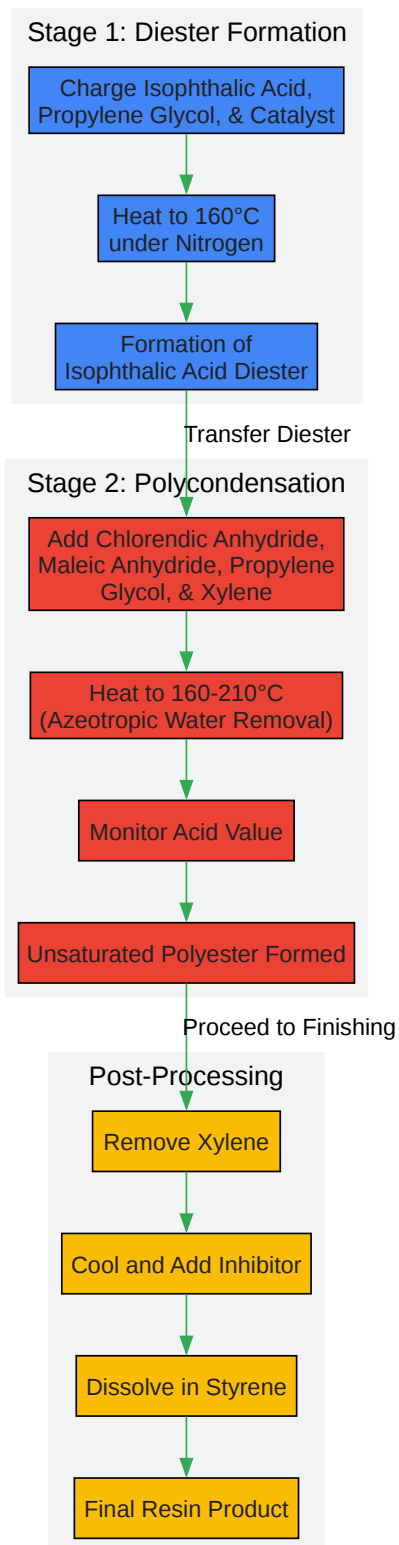 Stage 1: Diester Formation
Charge Isophthalic Acid,
Propylene Glycol, & Catalyst
Heat to 160°C
under Nitrogen
Formation of
Isophthalic Acid Diester
Transfer Diester
Stage 2: Polycondensation
Add Chlorendic Anhydride,
Maleic Anhydride, Propylene
Glycol, & Xylene
Heat to 160-210°C
(Azeotropic Water Removal)
Monitor Acid Value
Unsaturated Polyester Formed
Proceed to Finishing
Post-Processing
Remove Xylene
Cool and Add Inhibitor
Dissolve in Styrene
Final Resin Product